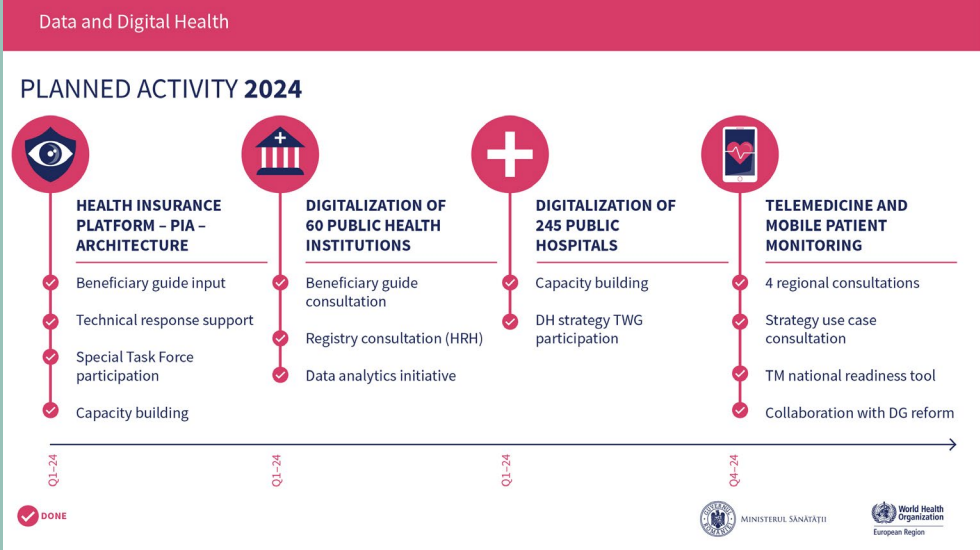 Data and Digital Health
PLANNED ACTIVITY 2024
HEALTH INSURANCE
PLATFORM – PIA –
ARCHITECTURE
Beneficiary guide input
Technical response support
Special Task Force
participation
Capacity building
DIGITALIZATION OF
60 PUBLIC HEALTH
INSTITUTIONS
Beneficiary guide
consultation
Registry consultation (HRH)
Data analytics initiative
DIGITALIZATION OF
245 PUBLIC
HOSPITALS
Capacity building
DH strategy TWG
participation
TELEMEDICINE AND
MOBILE PATIENT
MONITORING
4 regional consultations
Strategy use case
consultation
TM national readiness tool
Collaboration with DG reform
Q1–24
Q1–24
Q1–24
Q4–24
DONE
MINISTERUL SĂNĂTĂȚII
World Health
Organization
European Region